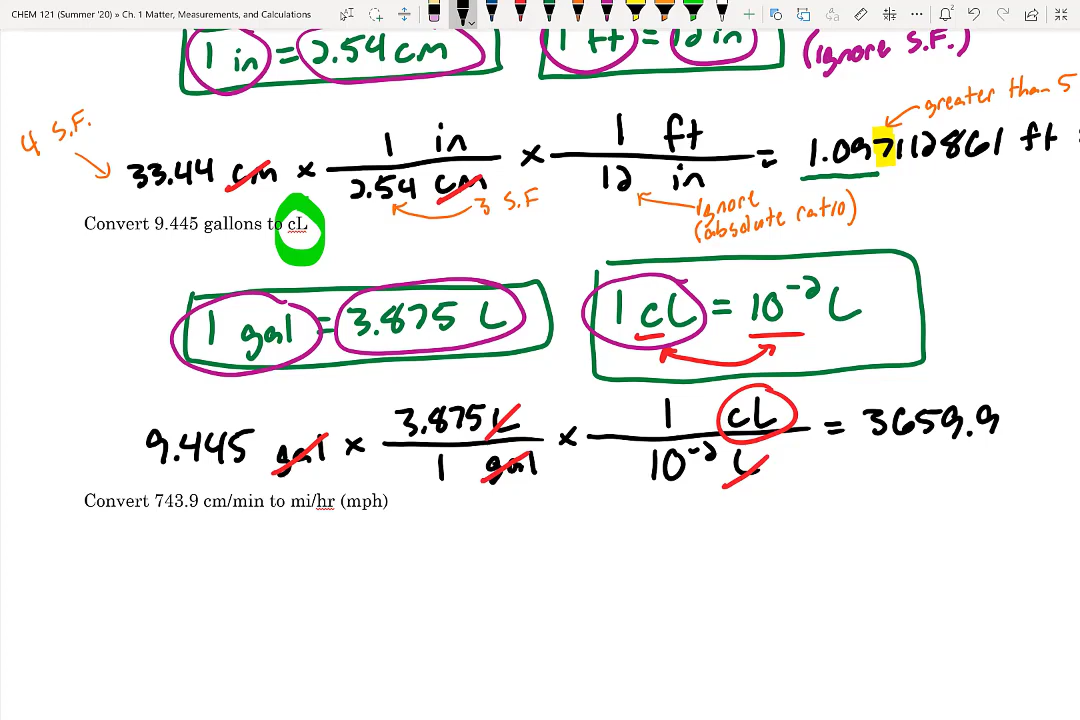 CHEM 121 (Summer '20) » Ch. 1 Matter, Measurements, and Calculations
1 in = 2.54 cm 1 ft = 12 in (ignore S.F.)
greater than 5
4 S.F.
33.44 cm × 1 in / 2.54 cm × 1 ft / 12 in = 1.097112861 ft =
3 S.F
ignore
(absolute ratio)
Convert 9.445 gallons to cL
1 gal = 3.875 L 1 cL = 10⁻² L
9.445 gal × 3.875 L / 1 gal × 1 cL / 10⁻² L = 3659.9
Convert 743.9 cm/min to mi/hr (mph)